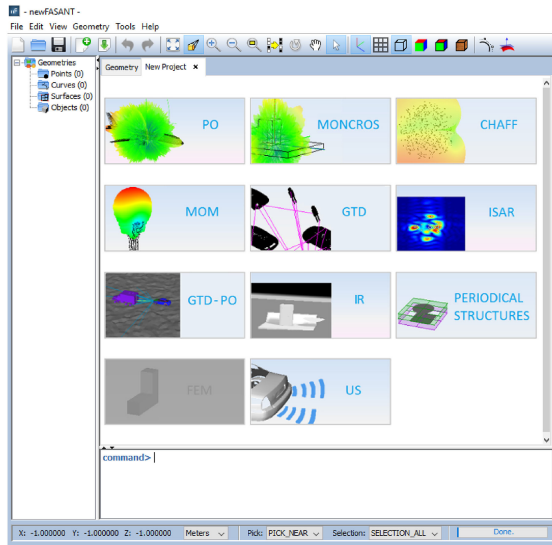 - newFASANT -
File Edit View Geometry Tools Help
Geometries
Points (0)
Curves (0)
Surfaces (0)
Objects (0)
Geometry New Project ×
PO
MONCROS
CHAFF
MOM
GTD
ISAR
GTD-PO
IR
PERIODICAL
STRUCTURES
FEM
US
command>
X: -1.000000 Y: -1.000000 Z: -1.000000 Meters Pick: PICK_NEAR Selection: SELECTION_ALL Done.